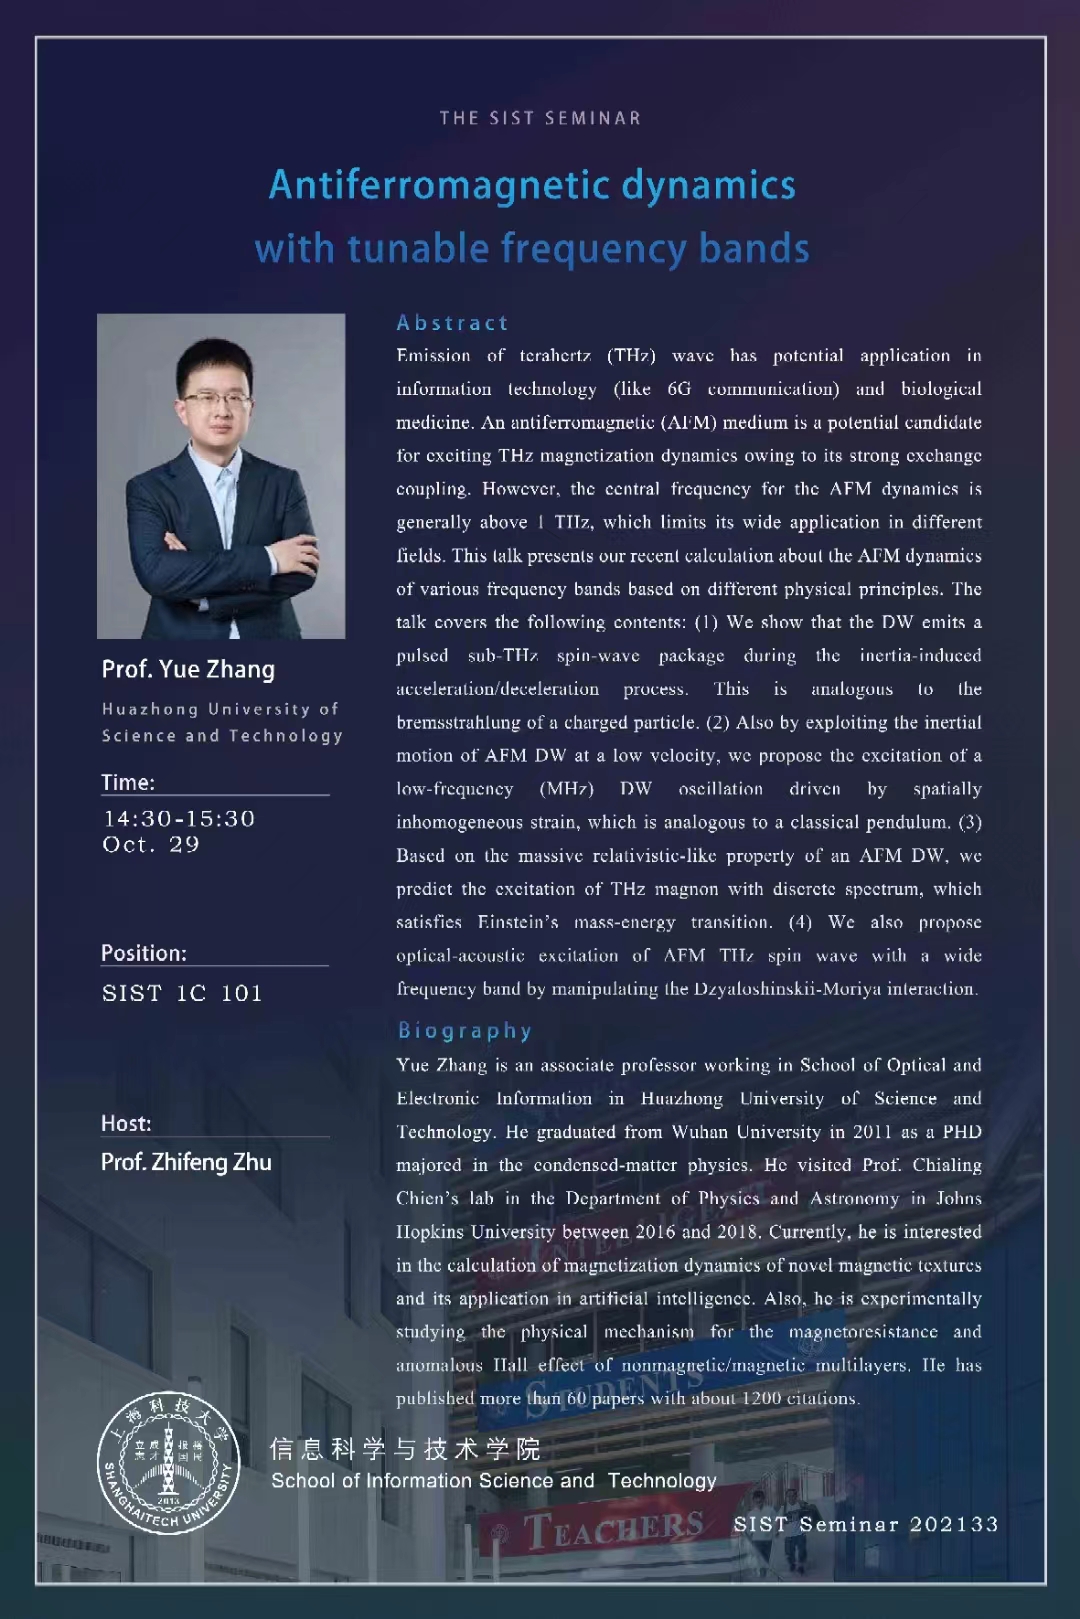 THE SIST SEMINAR
Antiferromagnetic dynamics
with tunable frequency bands
Prof. Yue Zhang
Huazhong University of
Science and Technology
Time:
14:30-15:30
Oct. 29
Position:
SIST 1C 101
Host:
Prof. Zhifeng Zhu
Abstract
Emission of terahertz (THz) wave has potential application in
information technology (like 6G communication) and biological
medicine. An antiferromagnetic (AFM) medium is a potential candidate
for exciting THz magnetization dynamics owing to its strong exchange
coupling. However, the central frequency for the AFM dynamics is
generally above 1 THz, which limits its wide application in different
fields. This talk presents our recent calculation about the AFM dynamics
of various frequency bands based on different physical principles. The
talk covers the following contents: (1) We show that the DW emits a
pulsed sub-THz spin-wave package during the inertia-induced
acceleration/deceleration process. This is analogous to the
bremsstrahlung of a charged particle. (2) Also by exploiting the inertial
motion of AFM DW at a low velocity, we propose the excitation of a
low-frequency (MHz) DW oscillation driven by spatially
inhomogeneous strain, which is analogous to a classical pendulum. (3)
Based on the massive relativistic-like property of an AFM DW, we
predict the excitation of THz magnon with discrete spectrum, which
satisfies Einstein's mass-energy transition. (4) We also propose
optical-acoustic excitation of AFM THz spin wave with a wide
frequency band by manipulating the Dzyaloshinskii-Moriya interaction.
Biography
Yue Zhang is an associate professor working in School of Optical and
Electronic Information in Huazhong University of Science and
Technology. He graduated from Wuhan University in 2011 as a PHD
majored in the condensed-matter physics. He visited Prof. Chialing
Chien's lab in the Department of Physics and Astronomy in Johns
Hopkins University between 2016 and 2018. Currently, he is interested
in the calculation of magnetization dynamics of novel magnetic textures
and its application in artificial intelligence. Also, he is experimentally
studying the physical mechanism for the magnetoresistance and
anomalous Hall effect of nonmagnetic/magnetic multilayers. He has
published more than 60 papers with about 1200 citations.
STUDENTS
上海科技大学
立志 成才 报国 裕民
2013
SHANGHAITECH UNIVERSITY
信息科学与技术学院
School of Information Science and Technology
TEACHERS
SIST Seminar 202133